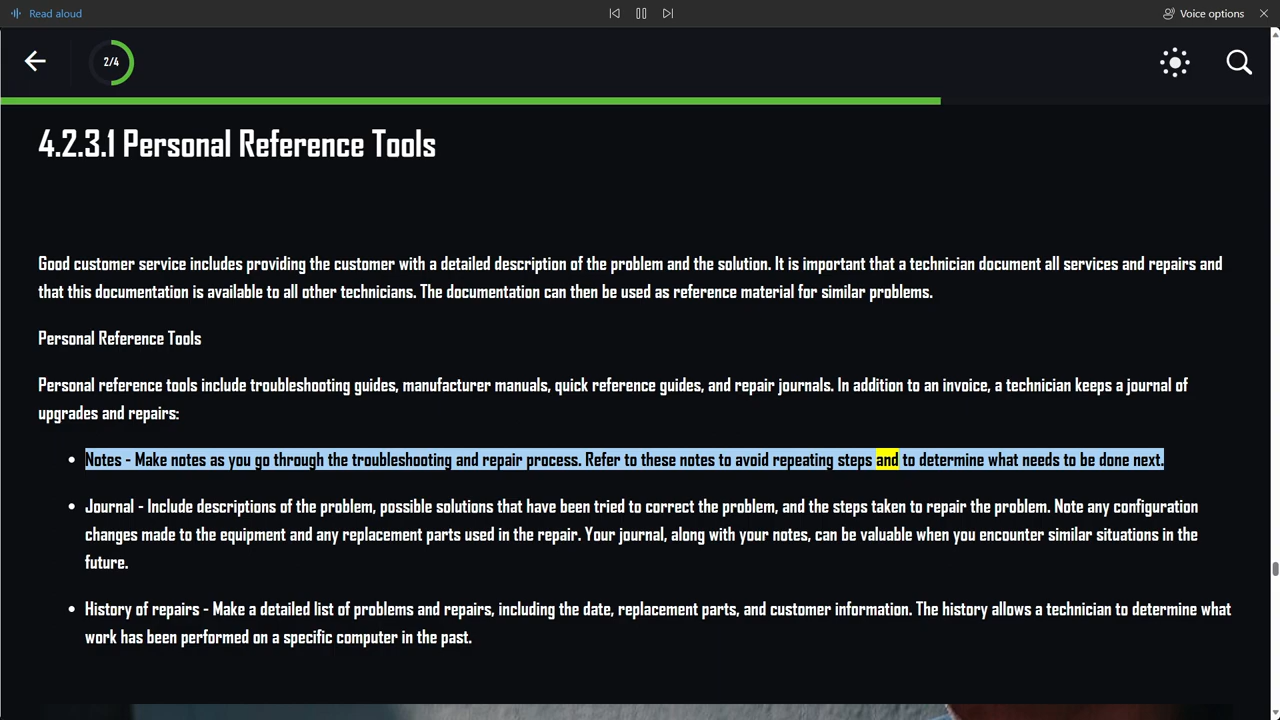 Read aloud
Voice options
2/4
4.2.3.1 Personal Reference Tools
Good customer service includes providing the customer with a detailed description of the problem and the solution. It is important that a technician document all services and repairs and
that this documentation is available to all other technicians. The documentation can then be used as reference material for similar problems.
Personal Reference Tools
Personal reference tools include troubleshooting guides, manufacturer manuals, quick reference guides, and repair journals. In addition to an invoice, a technician keeps a journal of
upgrades and repairs:
• Notes - Make notes as you go through the troubleshooting and repair process. Refer to these notes to avoid repeating steps and to determine what needs to be done next.
• Journal - Include descriptions of the problem, possible solutions that have been tried to correct the problem, and the steps taken to repair the problem. Note any configuration
changes made to the equipment and any replacement parts used in the repair. Your journal, along with your notes, can be valuable when you encounter similar situations in the
future.
• History of repairs - Make a detailed list of problems and repairs, including the date, replacement parts, and customer information. The history allows a technician to determine what
work has been performed on a specific computer in the past.